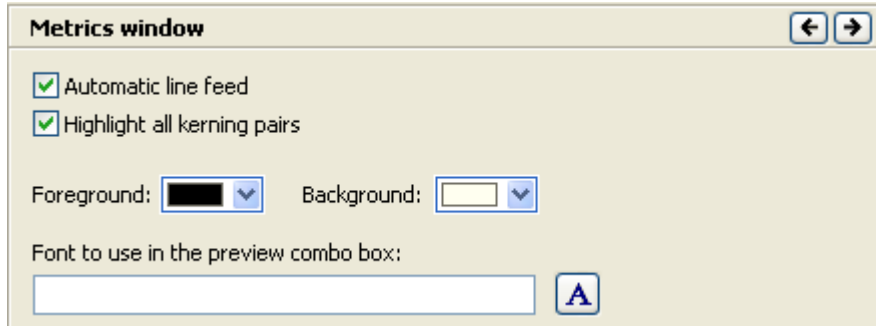 Metrics window
Automatic line feed
Highlight all kerning pairs
Foreground: Background:
Font to use in the preview combo box:
A